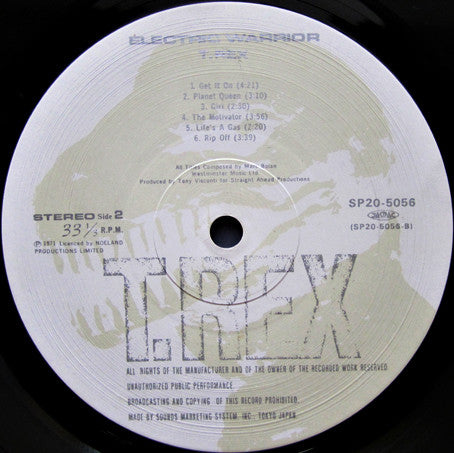 ELECTRIC WARRIOR
T.REX
1. Get It On (4:21)
2. Planet Queen (3:10)
3. Girl (2:30)
4. The Motivator (3:56)
5. Life's A Gas (2:20)
6. Rip Off (3:39)
All Titles Composed by Marc Bolan
Westminster Music Ltd.
Produced by Tony Visconti for Straight Ahead Productions
STEREO Side 2
33 1/3 R.P.M.
(P) 1971 Licenced by NOELAND
PRODUCTIONS LIMITED
SP20-5056
JASRAC
(SP20-5056-B)
T.REX
ALL RIGHTS OF THE MANUFACTURER AND OF THE OWNER OF THE RECORDED WORK RESERVED
UNAUTHORIZED PUBLIC PERFORMANCE.
BROADCASTING AND COPYING. OF THIS RECORD PROHIBITED.
MADE BY SOUNDS MARKETING SYSTEM, INC., TOKYO JAPAN.